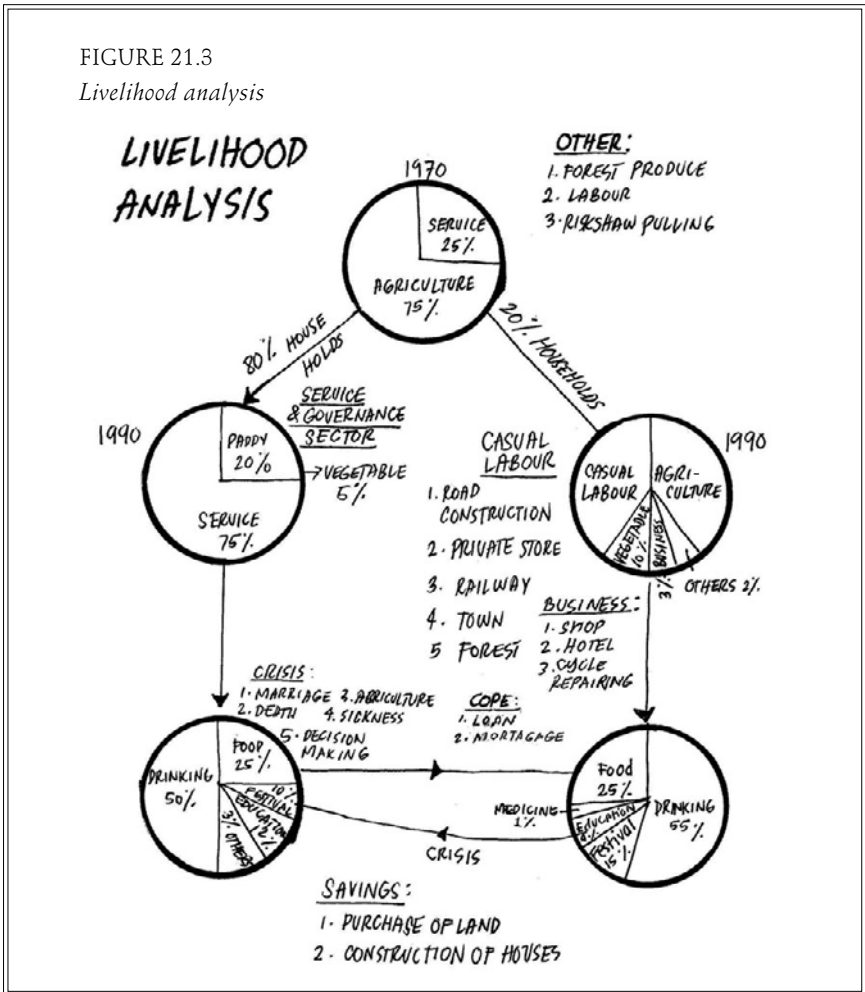 FIGURE 21.3
Livelihood analysis
LIVELIHOOD
ANALYSIS
OTHER:
1. FOREST PRODUCE
2. LABOUR
3. RISKSHAW PULLING
1970
SERVICE
25%
AGRICULTURE
75%
80% HOUSE
HOLDS
20% HOUSEHOLDS
1990
PADDY
20%
VEGETABLE
5%
SERVICE
75%
SERVICE
& GOVERNANCE
SECTOR
CASUAL
LABOUR
1. ROAD
CONSTRUCTION
2. PRIVATE STORE
3. RAILWAY
4. TOWN
5 FOREST
1990
CASUAL
LABOUR
AGRI-
CULTURE
VEGETABLE
10%
BUSINESS
3%
OTHERS 2%
BUSINESS:
1. SHOP
2. HOTEL
3. CYCLE
REPAIRING
CRISIS:
1. MARRIAGE 3. AGRICULTURE
2. DEATH 4. SICKNESS
5. DECISION
MAKING
COPE:
1. LOAN
2. MORTAGAGE
DRINKING
50%
FOOD
25%
10%
FESTIVAL
EDUCATION
2%
3% OTHERS
Food
25%
MEDICINE
1%
EDUCATION
4%
Festival
15%
DRINKING
55%
CRISIS
SAVINGS:
1. PURCHASE OF LAND
2. CONSTRUCTION OF HOUSES